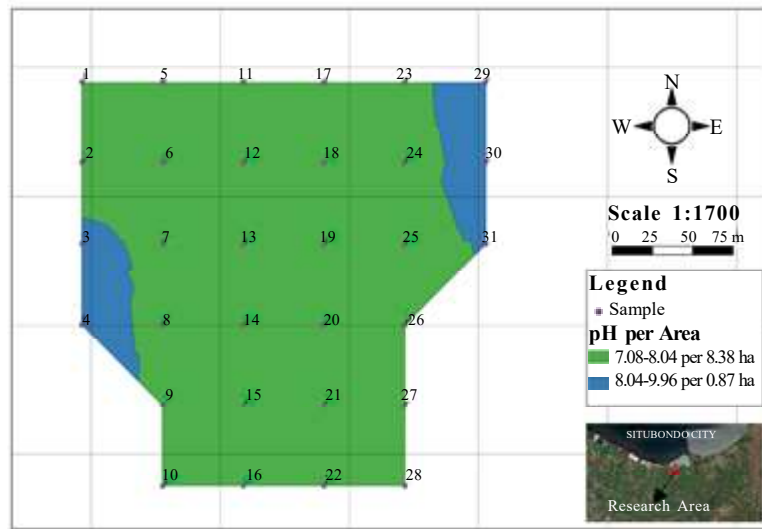 1 5 11 17 23 29
2 6 12 18 24 30
3 7 13 19 25 31
4 8 14 20 26
9 15 21 27
10 16 22 28
N
W E
S
Scale 1:1700
0 25 50 75 m
Legend
Sample
pH per Area
7.08-8.04 per 8.38 ha
8.04-9.96 per 0.87 ha
SITUBONDO CITY
Research Area